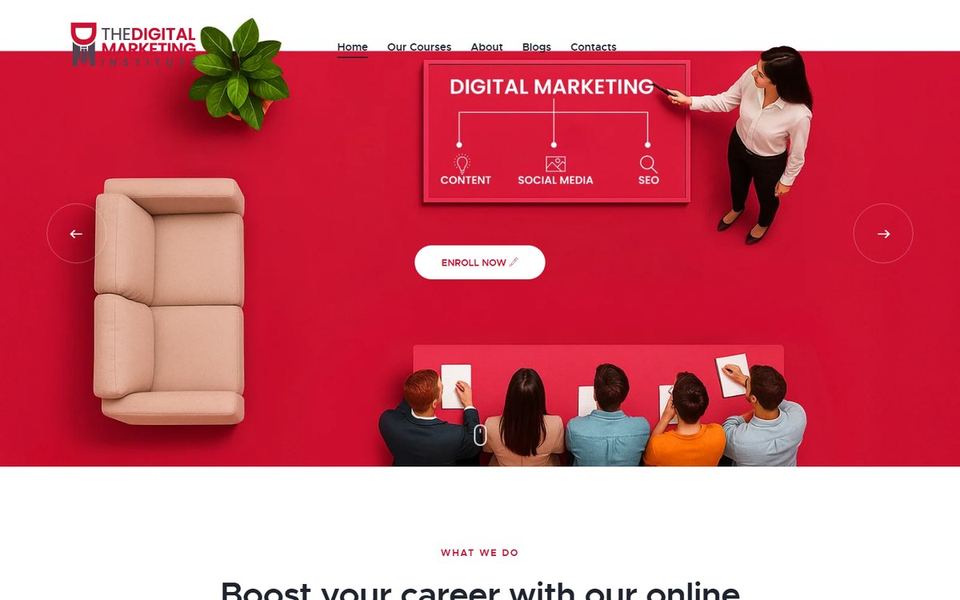 THEDIGITAL
MARKETING
INSTITUTE
Home
Our Courses
About
Blogs
Contacts
DIGITAL MARKETING
CONTENT
SOCIAL MEDIA
SEO
ENROLL NOW
WHAT WE DO
Boost your career with our online